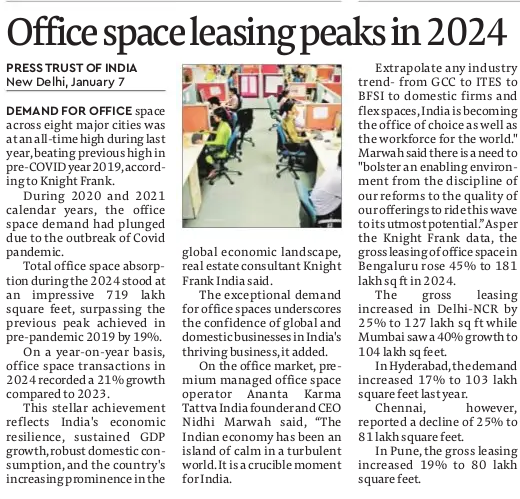 Office space leasing peaks in 2024
PRESS TRUST OF INDIA
New Delhi, January 7
DEMAND FOR OFFICE space
across eight major cities was
at an all-time high during last
year, beating previous high in
pre-COVID year 2019, accord-
ing to Knight Frank.
During 2020 and 2021
calendar years, the office
space demand had plunged
due to the outbreak of Covid
pandemic.
Total office space absorp-
tion during the 2024 stood at
an impressive 719 lakh
square feet, surpassing the
previous peak achieved in
pre-pandemic 2019 by 19%.
On a year-on-year basis,
office space transactions in
2024 recorded a 21% growth
compared to 2023.
This stellar achievement
reflects India's economic
resilience, sustained GDP
growth, robust domestic con-
sumption, and the country's
increasing prominence in the
global economic landscape,
real estate consultant Knight
Frank India said.
The exceptional demand
for office spaces underscores
the confidence of global and
domestic businesses in India's
thriving business, it added.
On the office market, pre-
mium managed office space
operator Ananta Karma
Tattva India founder and CEO
Nidhi Marwah said, “The
Indian economy has been an
island of calm in a turbulent
world. It is a crucible moment
for India.
Extrapolate any industry
trend- from GCC to ITES to
BFSI to domestic firms and
flex spaces, India is becoming
the office of choice as well as
the workforce for the world."
Marwah said there is a need to
"bolster an enabling environ-
ment from the discipline of
our reforms to the quality of
our offerings to ride this wave
to its utmost potential.” As per
the Knight Frank data, the
gross leasing of office space in
Bengaluru rose 45% to 181
lakh sq ft in 2024.
The gross leasing
increased in Delhi-NCR by
25% to 127 lakh sq ft while
Mumbai saw a 40% growth to
104 lakh sq feet.
In Hyderabad, the demand
increased 17% to 103 lakh
square feet last year.
Chennai, however,
reported a decline of 25% to
81 lakh square feet.
In Pune, the gross leasing
increased 19% to 80 lakh
square feet.